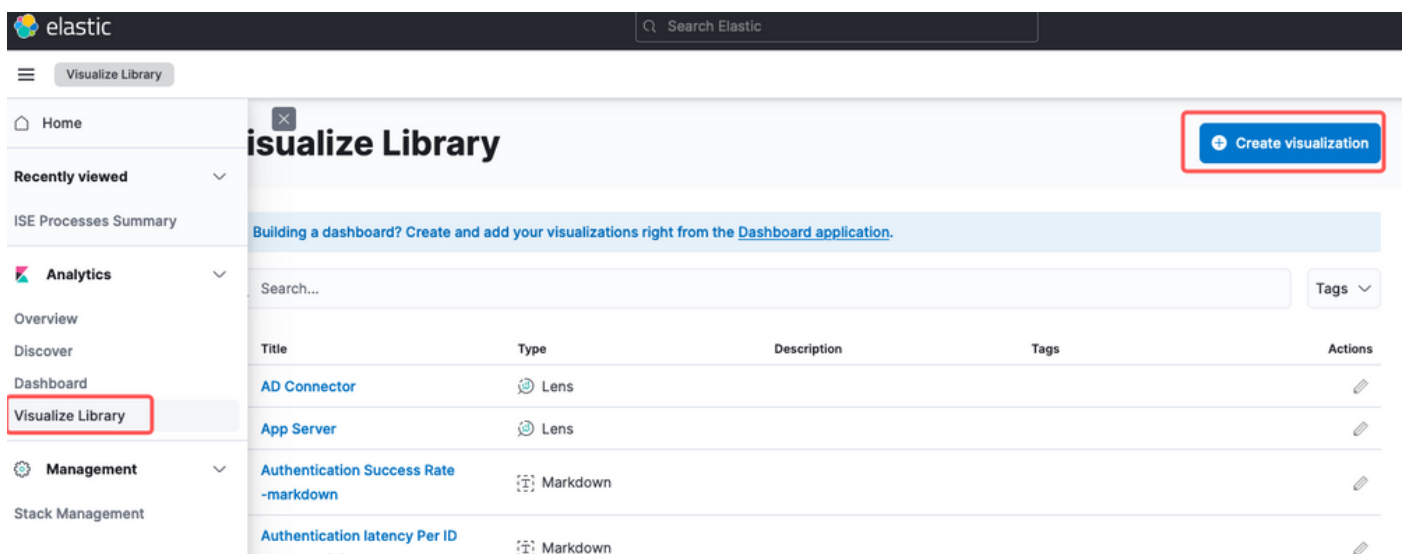 elastic
Search Elastic
Visualize Library
Home
isualize Library
Create visualization
Recently viewed
ISE Processes Summary
Building a dashboard? Create and add your visualizations right from the Dashboard application.
Analytics
Search...
Tags
Overview
Discover
Dashboard
Visualize Library
Title Type Description Tags Actions
AD Connector Lens
App Server Lens
Management
Stack Management
Authentication Success Rate
-markdown
Markdown
Authentication latency Per ID
Markdown